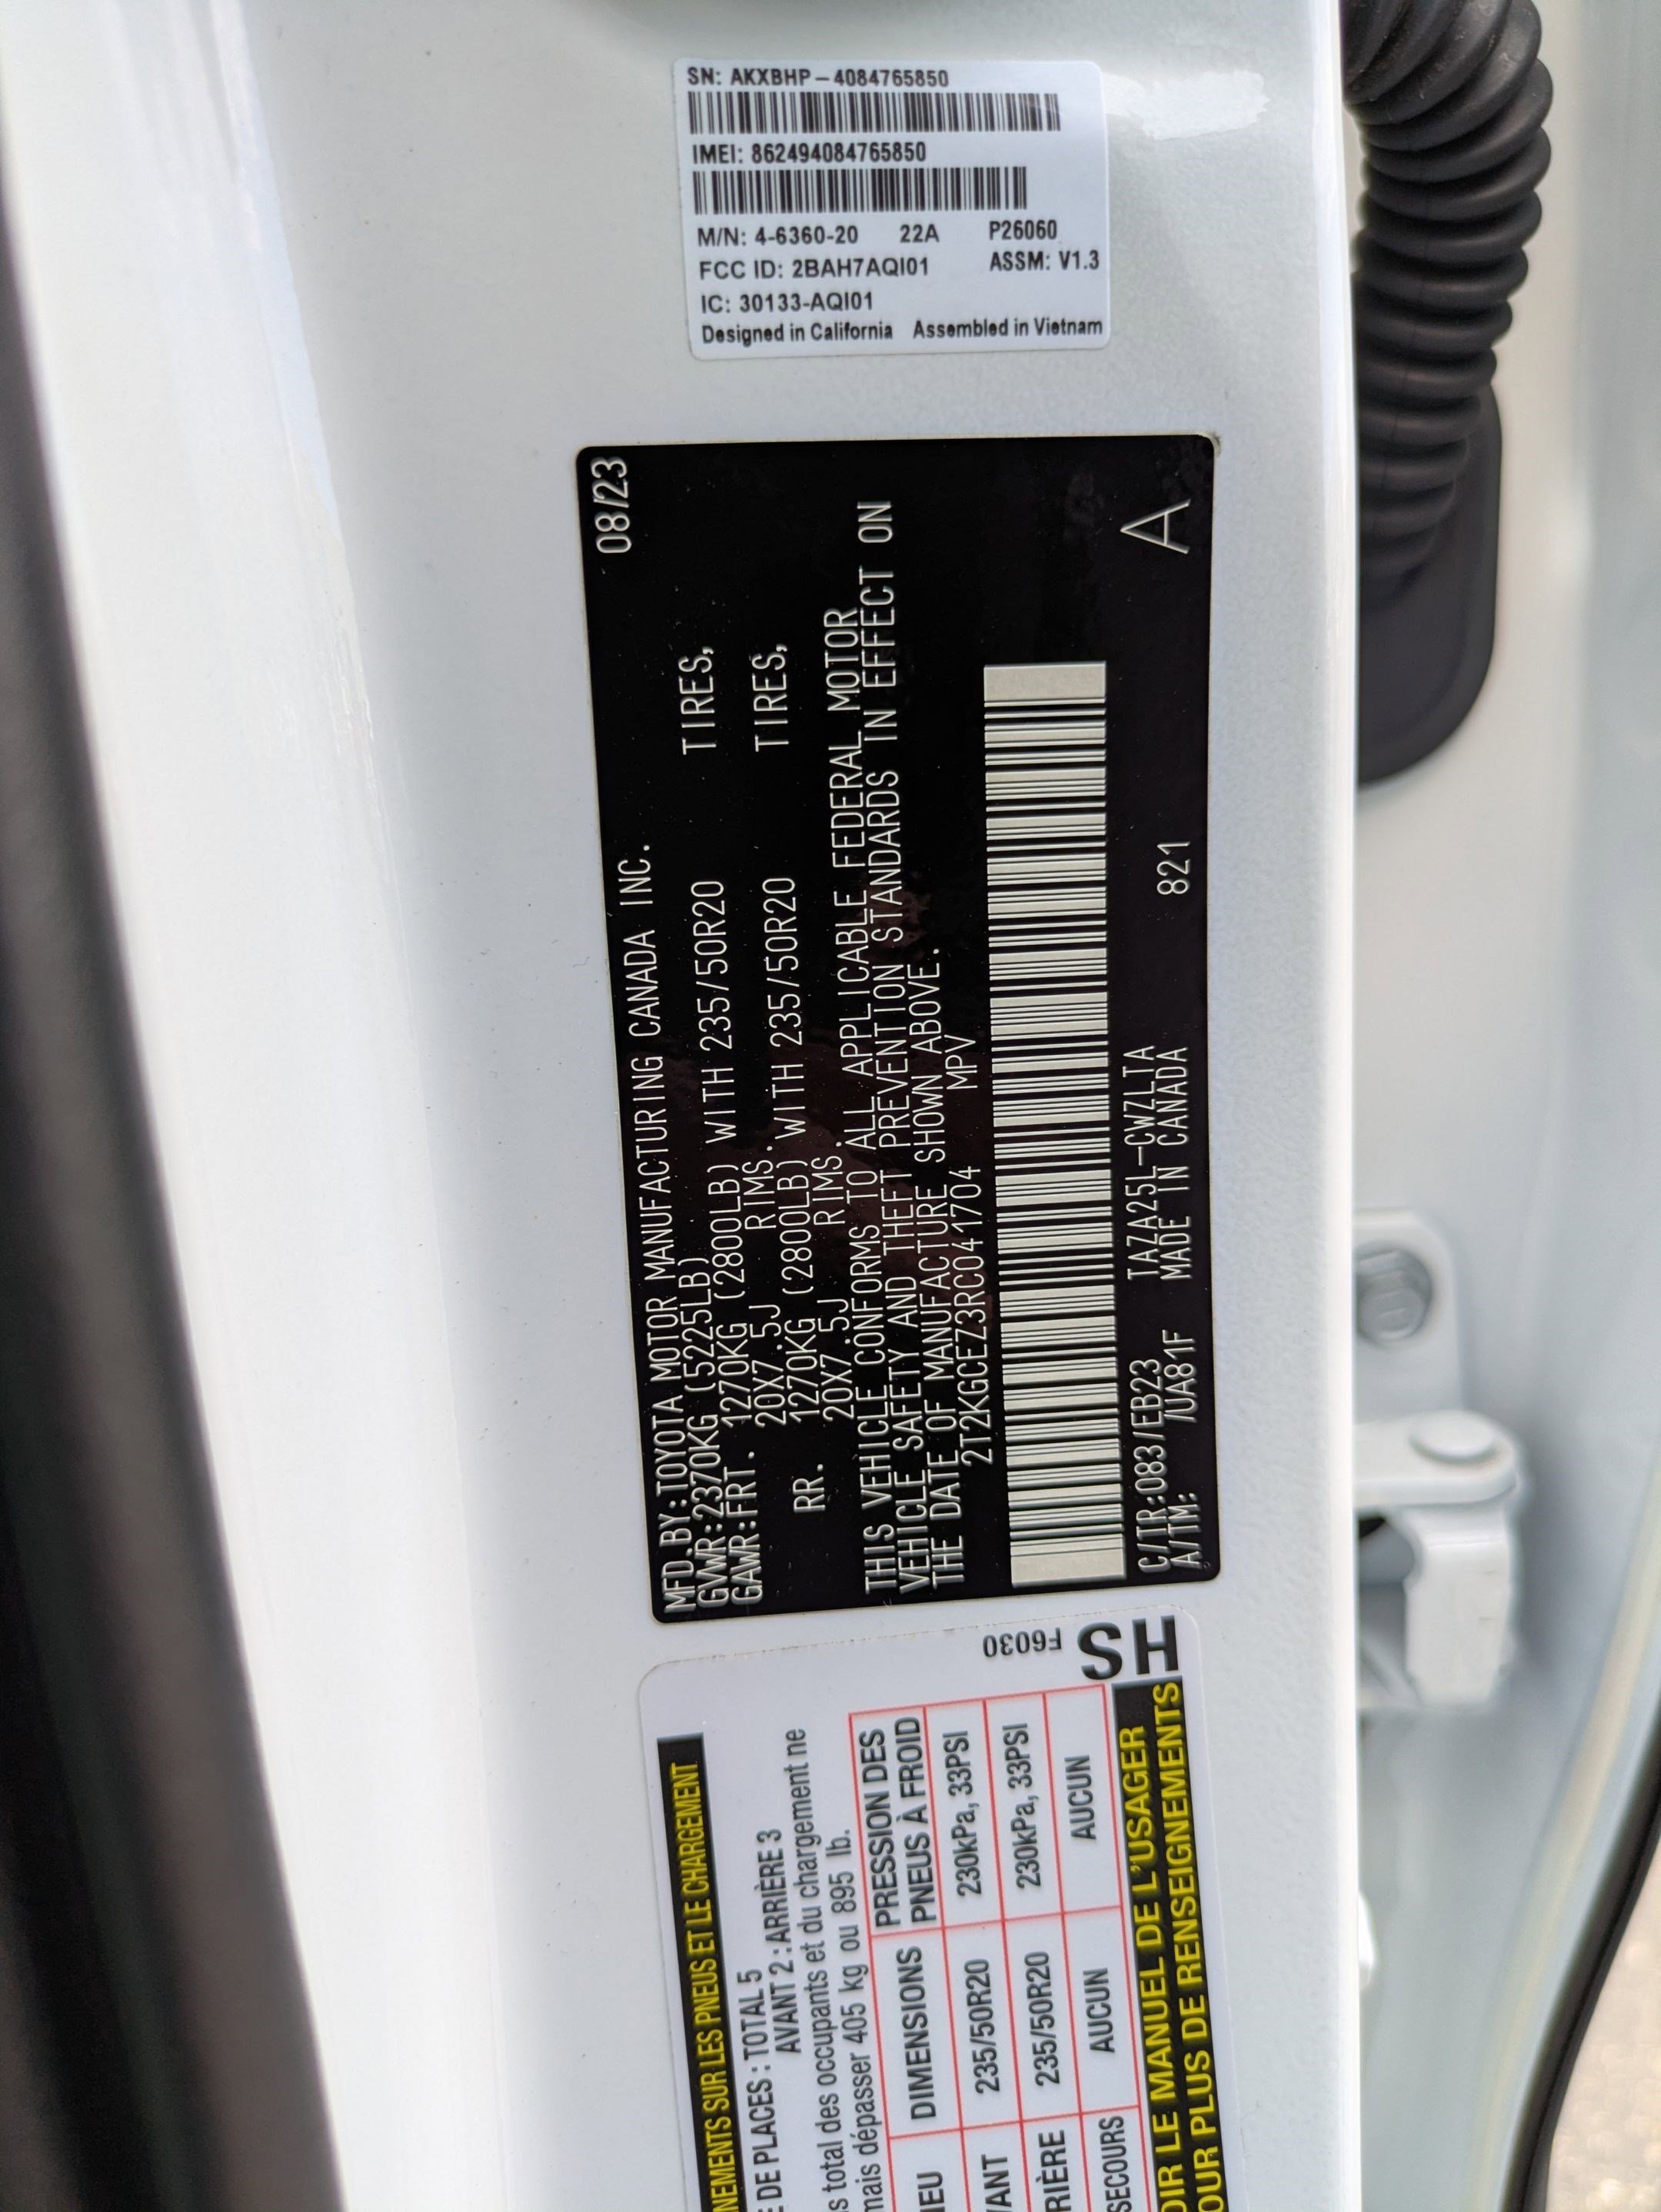 SN: AKXBHP-4084765850
IMEI: 862494084765850
M/N: 4-6360-20 22A P26060
FCC ID: 2BAH7AQI01 ASSM: V1.3
IC: 30133-AQI01
Designed in California Assembled in Vietnam
MFD.BY:TOYOTA MOTOR MANUFACTURING CANADA INC. 08/23
GVWR:2370KG (5225LB)
GAWR:FRT. 1270KG (2800LB) WITH 235/50R20 TIRES,
20X7.5J RIMS.
RR. 1270KG (2800LB) WITH 235/50R20 TIRES,
20X7.5J RIMS.
THIS VEHICLE CONFORMS TO ALL APPLICABLE FEDERAL MOTOR
VEHICLE SAFETY AND THEFT PREVENTION STANDARDS IN EFFECT ON
THE DATE OF MANUFACTURE SHOWN ABOVE.
2T2KGCEZ3RC041704 MPV
C/TR:083/EB23 TAZA25L-CWZLTA
A/TM: /UA81F MADE IN CANADA 821 A
F6030
HS
SUR LES PNEUS ET LE CHARGEMENT
DE PLACES : TOTAL 5
AVANT 2 : ARRIÈRE 3
total des occupants et du chargement ne
dépasser 405 kg ou 895 lb.
DIMENSIONS PRESSION DES PNEUS À FROID
235/50R20 230kPa, 33PSI
235/50R20 230kPa, 33PSI
SECOURS AUCUN AUCUN
LE MANUEL DE L'USAGER
PLUS DE RENSEIGNEMENTS